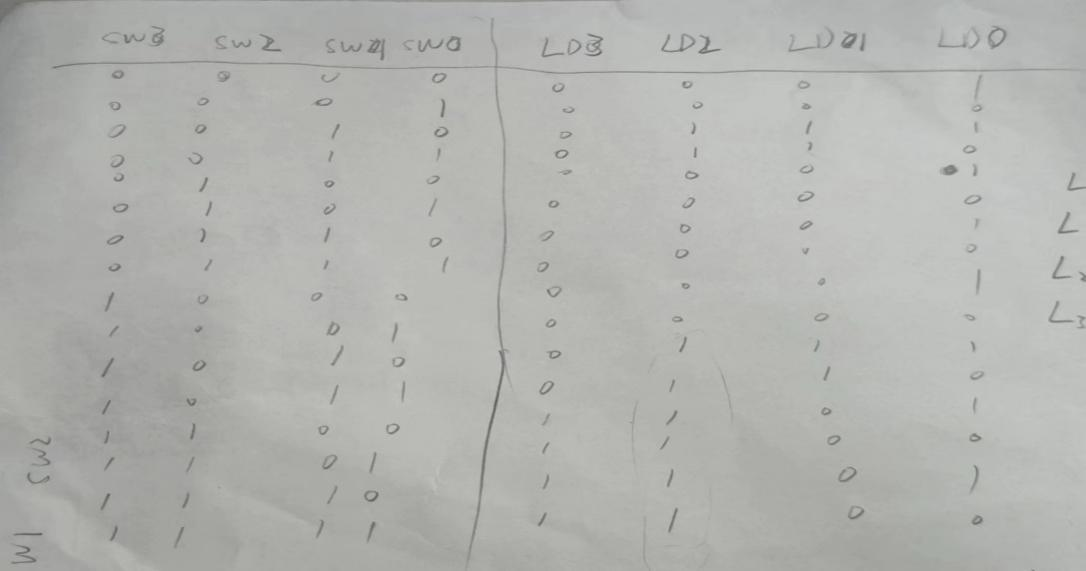 SW3 SW2 SW1 SW0 LD3 LD2 LD1 LD0
0 0 0 0 0 0 0 1
0 0 0 1 0 0 0 0
0 0 1 0 0 1 1 1
0 0 1 1 0 1 1 0
0 1 0 0 0 0 0 1
0 1 0 1 0 0 0 0
0 1 1 0 0 0 0 1
0 1 1 1 0 0 0 0
1 0 0 0 0 0 0 1
1 0 0 1 0 0 0 0
1 0 1 0 0 1 1 1
1 0 1 1 0 1 1 0
1 1 0 0 1 1 0 1
1 1 0 1 1 1 0 0
1 1 1 0 1 1 0 1
1 1 1 1 1 1 0 0
L
L
L2
L3
SW2